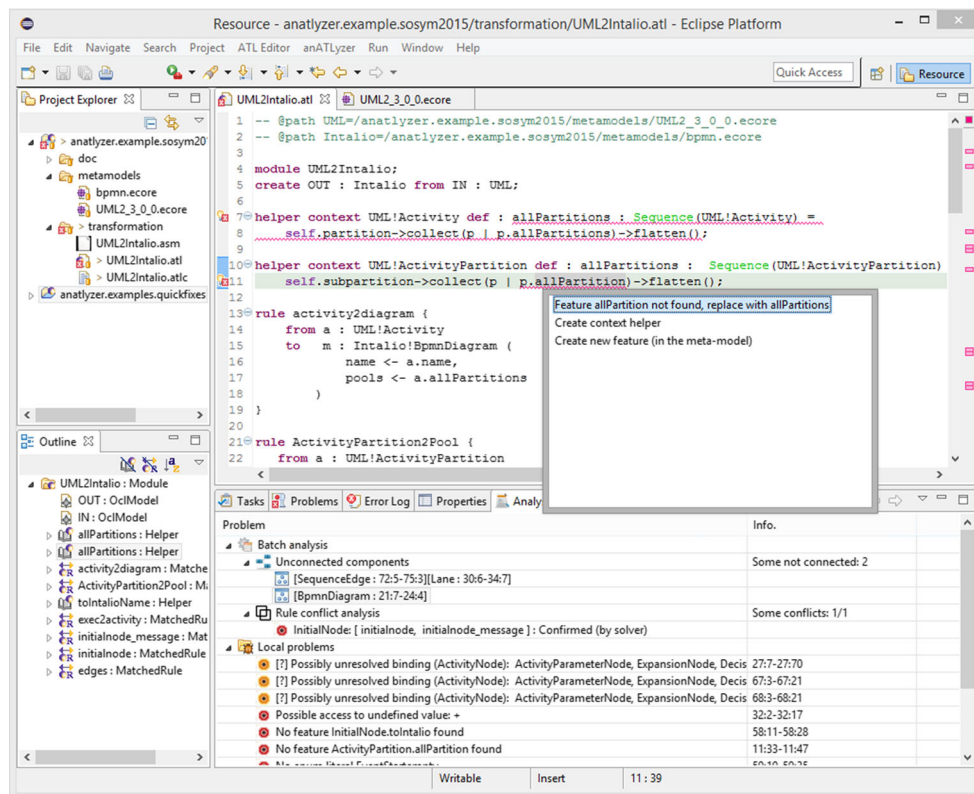 Resource - anatlyzer.example.sosym2015/transformation/UML2Intalio.atl - Eclipse Platform
File Edit Navigate Search Project ATL Editor anATLyzer Run Window Help
Quick Access
Resource
Project Explorer
> anatlyzer.example.sosym20
doc
metamodels
bpmn.ecore
UML2_3_0_0.ecore
> transformation
UML2Intalio.asm
> UML2Intalio.atl
> UML2Intalio.atlc
anatlyzer.examples.quickfixes
UML2Intalio.atl
UML2_3_0_0.ecore
1 -- @path UML=/anatlyzer.example.sosym2015/metamodels/UML2_3_0_0.ecore
2 -- @path Intalio=/anatlyzer.example.sosym2015/metamodels/bpmn.ecore
3
4 module UML2Intalio;
5 create OUT : Intalio from IN : UML;
6
7 helper context UML!Activity def : allPartitions : Sequence(UML!Activity) =
8 self.partition->collect(p | p.allPartitions)->flatten();
9
10 helper context UML!ActivityPartition def : allPartitions : Sequence(UML!ActivityPartition)
11 self.subpartition->collect(p | p.allPartition)->flatten();
12
13 rule activity2diagram {
14 from a : UML!Activity
15 to m : Intalio!BpmnDiagram (
16 name <- a.name,
17 pools <- a.allPartitions
18 )
19 }
20
21 rule ActivityPartition2Pool {
22 from a : UML!ActivityPartition
Feature allPartition not found, replace with allPartitions
Create context helper
Create new feature (in the meta-model)
Outline
UML2Intalio : Module
OUT : OclModel
IN : OclModel
allPartitions : Helper
allPartitions : Helper
activity2diagram : Matche
ActivityPartition2Pool : Ma
toIntalioName : Helper
exec2activity : MatchedRu
initialnode_message : Mat
initialnode : MatchedRule
edges : MatchedRule
Tasks Problems Error Log Properties Analy
Problem Info.
Batch analysis
Unconnected components Some not connected: 2
[SequenceEdge : 72:5-75:3][Lane : 30:6-34:7]
[BpmnDiagram : 21:7-24:4]
Rule conflict analysis Some conflicts: 1/1
InitialNode: [ initialnode, initialnode_message ] : Confirmed (by solver)
Local problems
[?] Possibly unresolved binding (ActivityNode): ActivityParameterNode, ExpansionNode, Decis 27:7-27:70
[?] Possibly unresolved binding (ActivityNode): ActivityParameterNode, ExpansionNode, Decis 67:3-67:21
[?] Possibly unresolved binding (ActivityNode): ActivityParameterNode, ExpansionNode, Decis 68:3-68:21
Possible access to undefined value: + 32:2-32:17
No feature InitialNode.toIntalio found 58:11-58:28
No feature ActivityPartition.allPartition found 11:33-11:47
Writable Insert 11 : 39